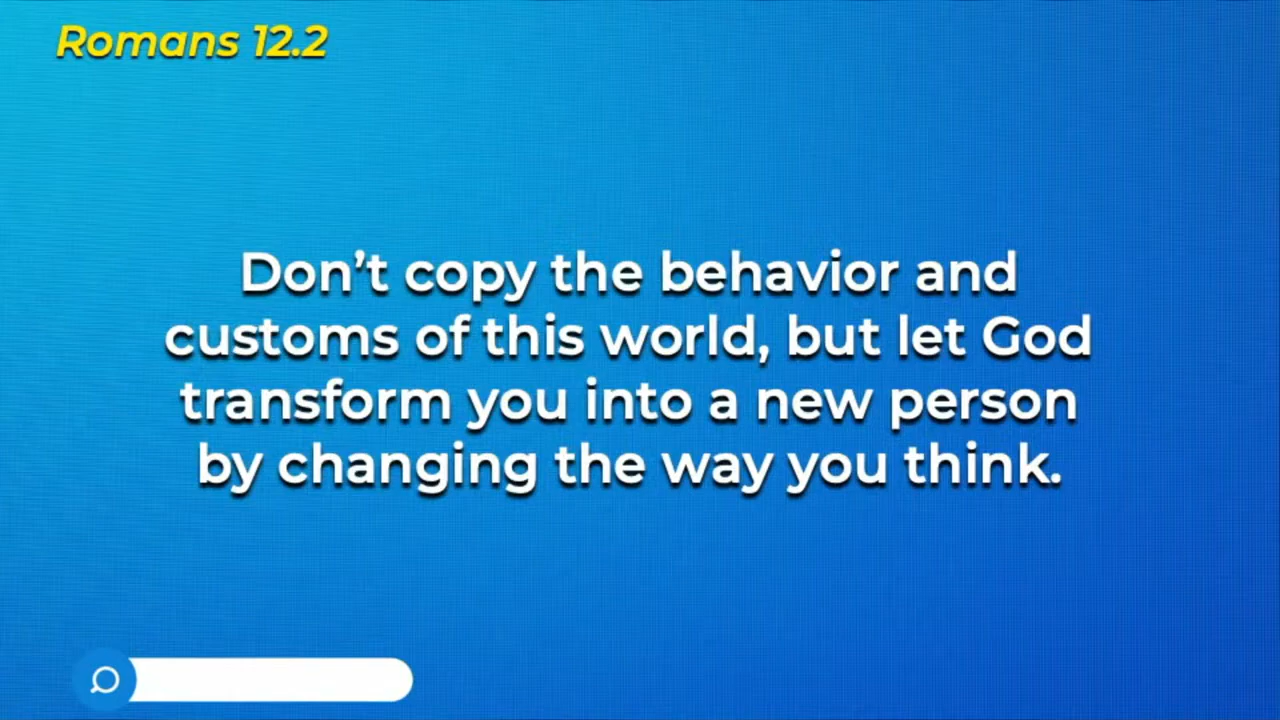 Romans 12.2
Don’t copy the behavior and
customs of this world, but let God
transform you into a new person
by changing the way you think.